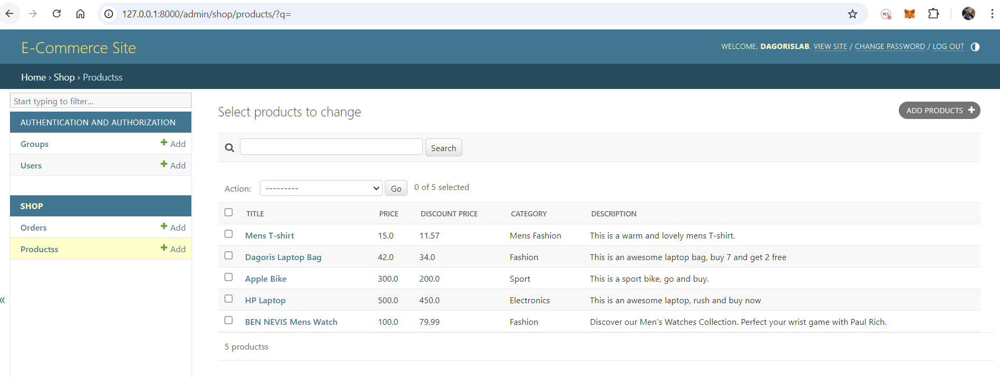 127.0.0.1:8000/admin/shop/products/?q=
HLS
E-Commerce Site
WELCOME, DAGORISLAB. VIEW SITE / CHANGE PASSWORD / LOG OUT
Home › Shop › Productss
Start typing to filter...
AUTHENTICATION AND AUTHORIZATION
Groups + Add
Users + Add
SHOP
Orders + Add
Productss + Add
«
Select products to change
ADD PRODUCTS +
Search
Action: --------- Go 0 of 5 selected
TITLE PRICE DISCOUNT PRICE CATEGORY DESCRIPTION
Mens T-shirt 15.0 11.57 Mens Fashion This is a warm and lovely mens T-shirt.
Dagoris Laptop Bag 42.0 34.0 Fashion This is an awesome laptop bag, buy 7 and get 2 free
Apple Bike 300.0 200.0 Sport This is a sport bike, go and buy.
HP Laptop 500.0 450.0 Electronics This is an awesome laptop, rush and buy now
BEN NEVIS Mens Watch 100.0 79.99 Fashion Discover our Men's Watches Collection. Perfect your wrist game with Paul Rich.
5 productss